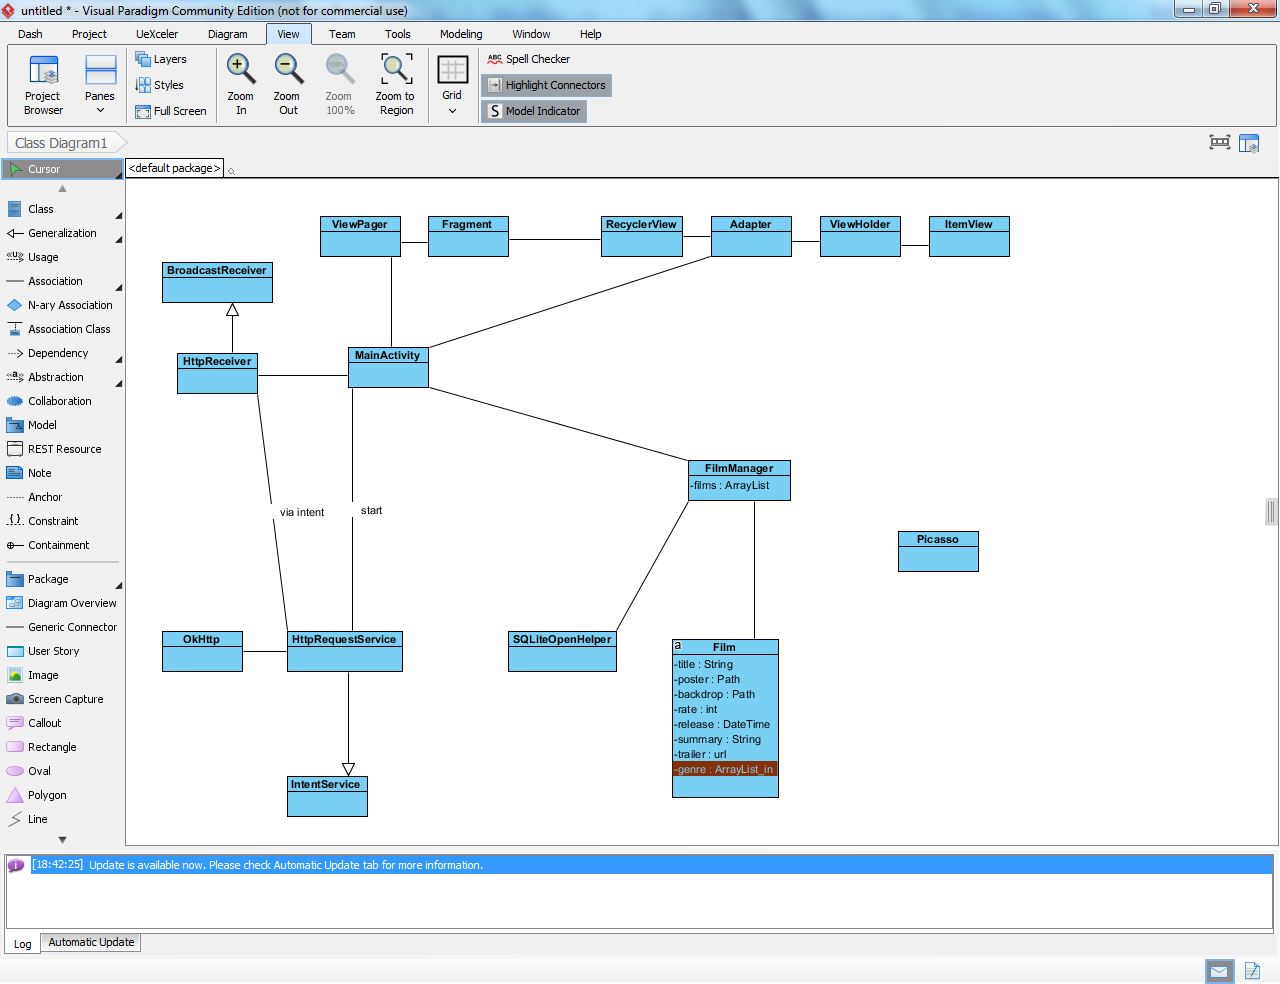 untitled * - Visual Paradigm Community Edition (not for commercial use)
Dash Project UeXceler Diagram View Team Tools Modeling Window Help
Project Browser
Panes
Layers
Styles
Full Screen
Zoom In
Zoom Out
Zoom 100%
Zoom to Region
Grid
ABC Spell Checker
Highlight Connectors
S Model Indicator
Class Diagram1
Cursor
<default package>
Class
Generalization
«U» Usage
Association
N-ary Association
Association Class
Dependency
«a» Abstraction
Collaboration
Model
REST Resource
Note
Anchor
{} Constraint
Containment
Package
Diagram Overview
Generic Connector
User Story
Image
Screen Capture
Callout
Rectangle
Oval
Polygon
Line
ViewPager
Fragment
RecyclerView
Adapter
ViewHolder
ItemView
BroadcastReceiver
HttpReceiver
MainActivity
FilmManager
-films : ArrayList
via intent
start
Picasso
OkHttp
HttpRequestService
SQLiteOpenHelper
a
Film
-title : String
-poster : Path
-backdrop : Path
-rate : int
-release : DateTime
-summary : String
-trailer : url
-genre : ArrayList_in
IntentService
[18:42:25] Update is available now. Please check Automatic Update tab for more information.
Log
Automatic Update